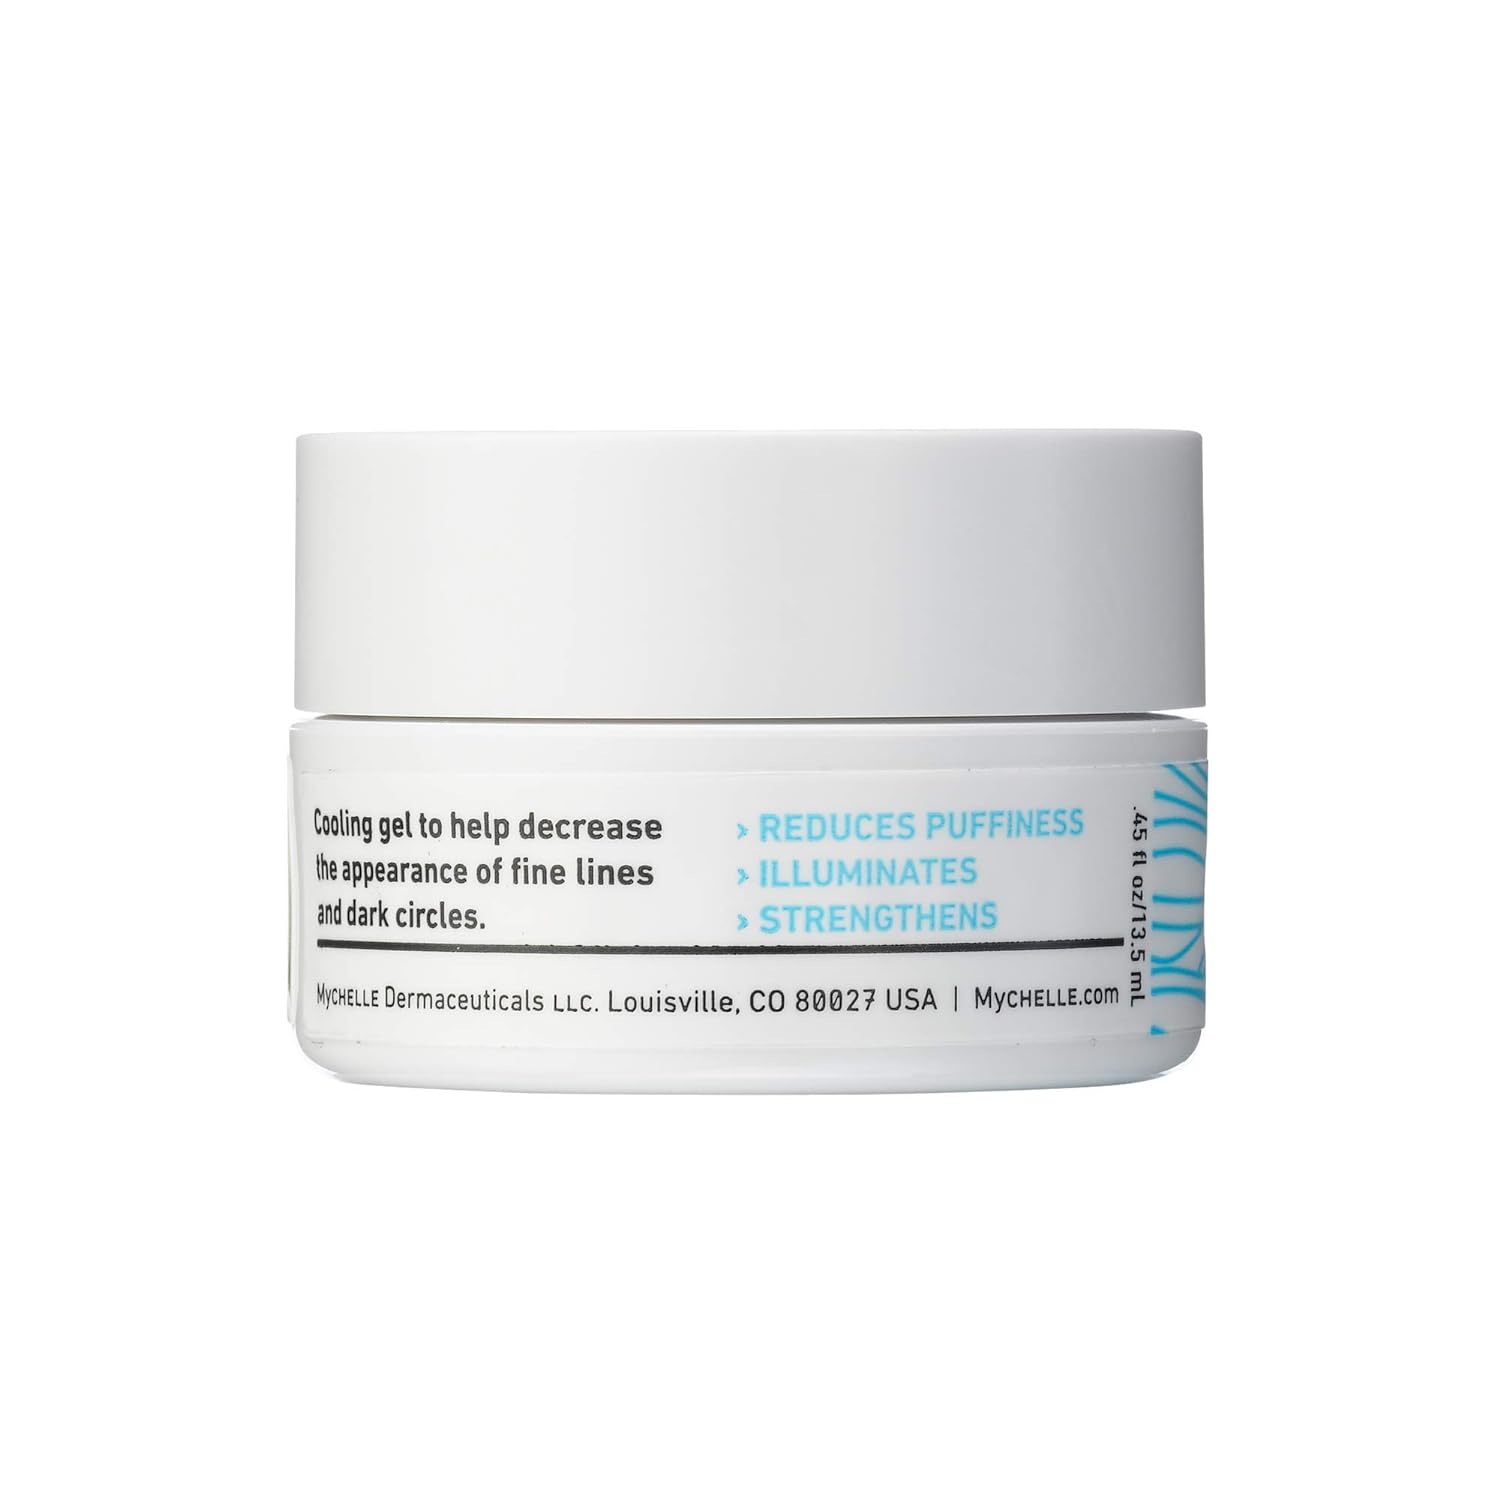 Cooling gel to help decrease
the appearance of fine lines
and dark circles.
› REDUCES PUFFINESS
› ILLUMINATES
› STRENGTHENS
MyCHELLE Dermaceuticals LLC. Louisville, CO 80027 USA | MyCHELLE.com
.45 fl oz/13.5 mL